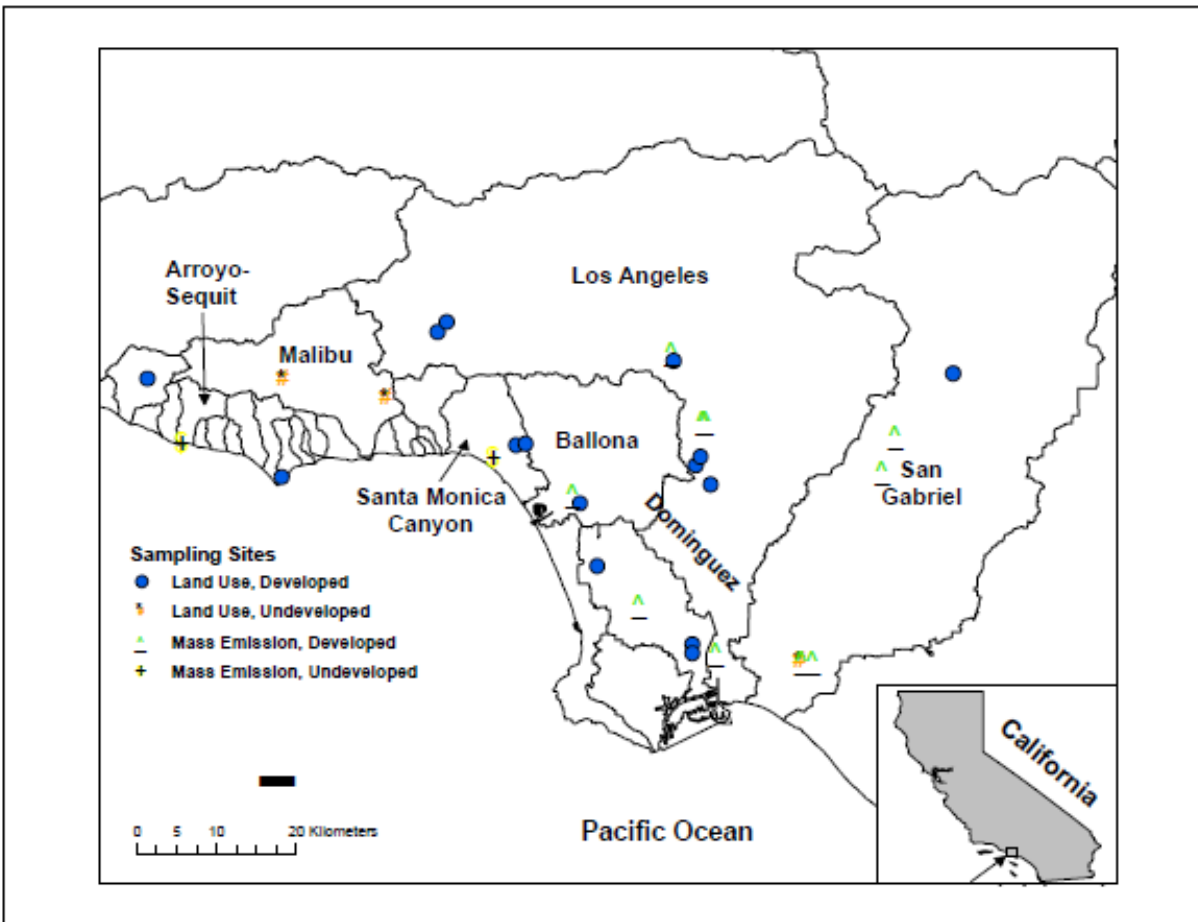 Arroyo-
Sequit
Los Angeles
Malibu
Ballona
San
Gabriel
Santa Monica
Canyon
Dominguez
Sampling Sites
Land Use, Developed
Land Use, Undeveloped
Mass Emission, Developed
Mass Emission, Undeveloped
0 5 10 20 Kilometers
Pacific Ocean
California